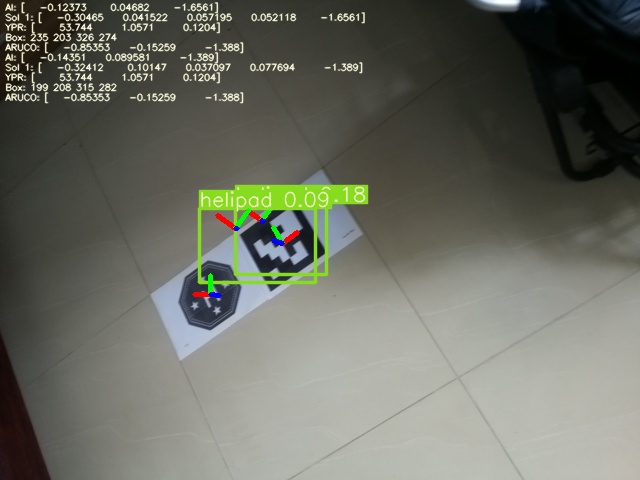 AI: [ -0.12373 0.04682 -1.6561]
Sol 1: [ -0.30465 0.041522 0.057195 0.052118 -1.6561]
YPR: [ 53.744 1.0571 0.1204]
Box: 235 203 326 274
ARUCO: [ -0.85353 -0.15259 -1.388]
AI: [ -0.14351 0.089581 -1.389]
Sol 1: [ -0.32412 0.10147 0.037097 0.077694 -1.389]
YPR: [ 53.744 1.0571 0.1204]
Box: 199 208 315 282
ARUCO: [ -0.85353 -0.15259 -1.388]
helipad 0.09
.18